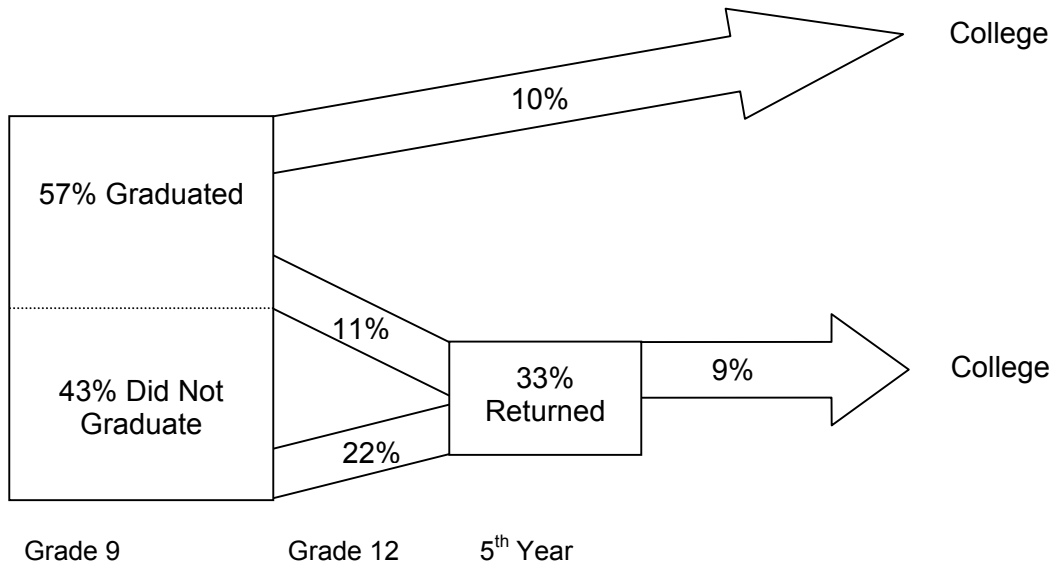 College
10%
57% Graduated
11%
43% Did Not
Graduate
33%
Returned
9%
College
22%
Grade 9
Grade 12
5th Year